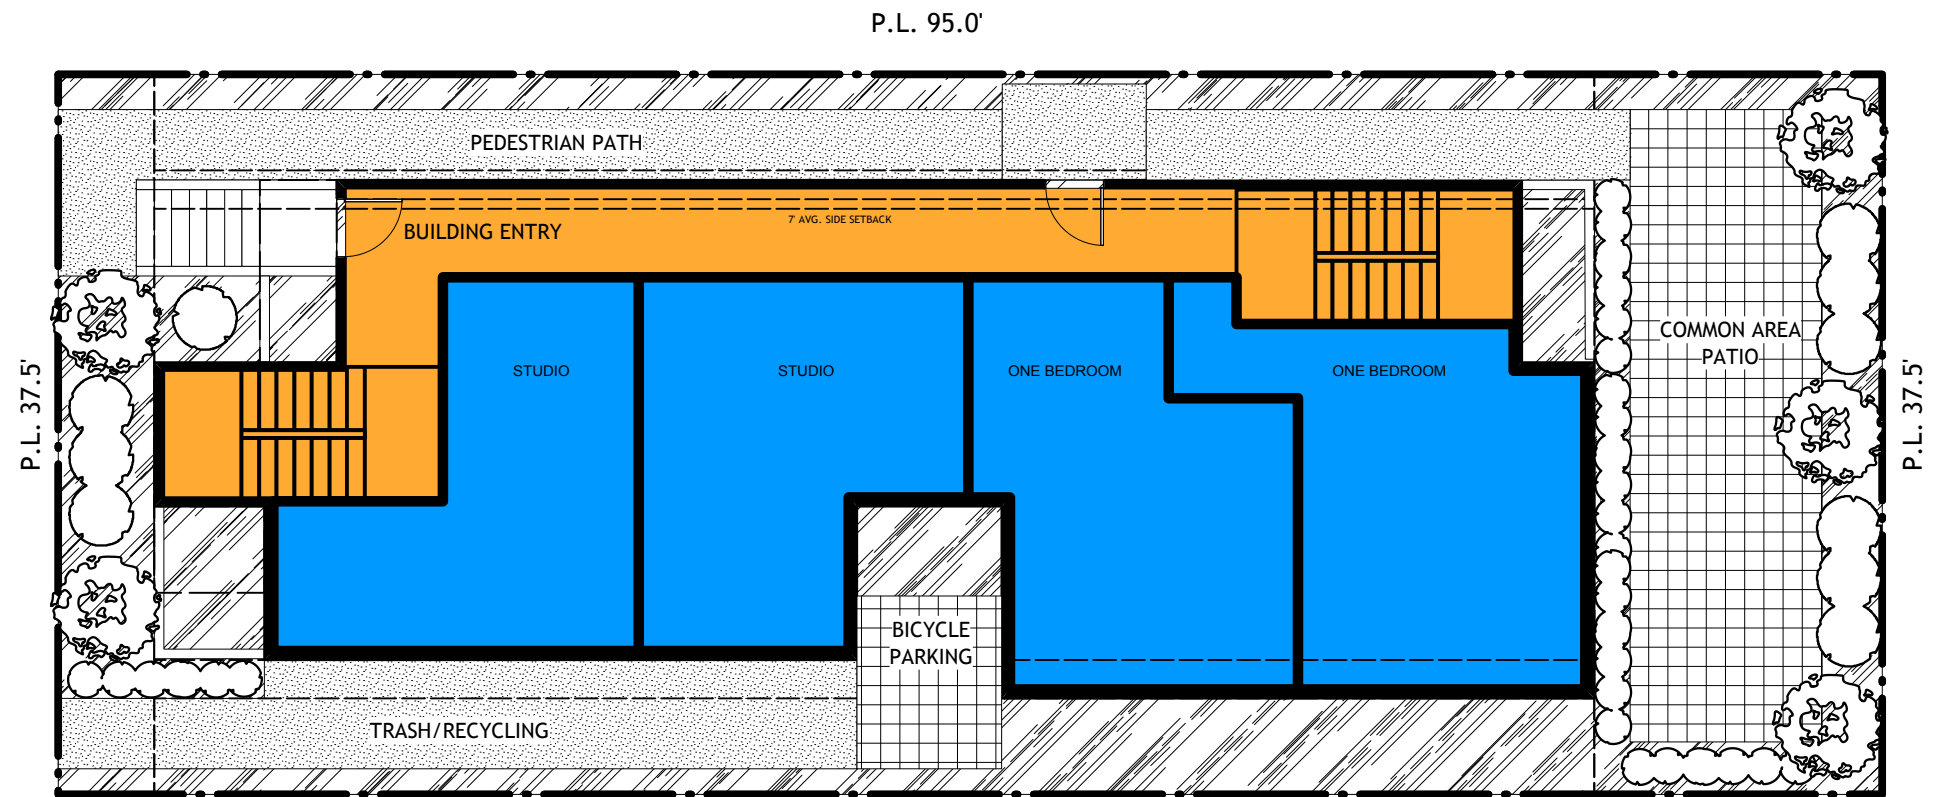 P.L. 95.0'
PEDESTRIAN PATH
7' AVG. SIDE SETBACK
BUILDING ENTRY
COMMON AREA
PATIO
P.L. 37.5'
P.L. 37.5'
STUDIO
STUDIO
ONE BEDROOM
ONE BEDROOM
BICYCLE
PARKING
TRASH/RECYCLING